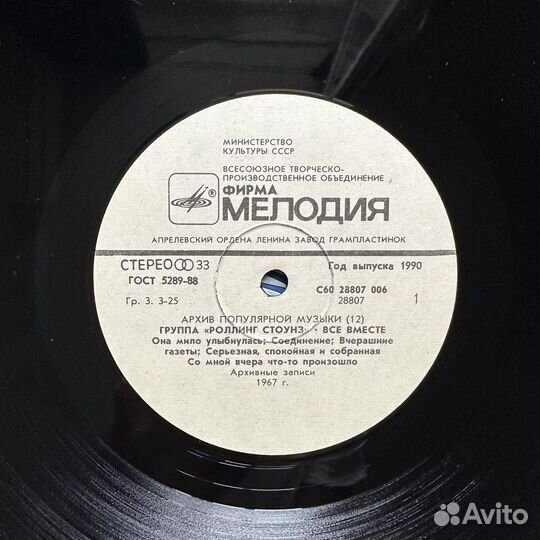 МИНИСТЕРСТВО
КУЛЬТУРЫ СССР
ВСЕСОЮЗНОЕ ТВОРЧЕСКО-
ПРОИЗВОДСТВЕННОЕ ОБЪЕДИНЕНИЕ
® ФИРМА
МЕЛОДИЯ
АПРЕЛЕВСКИЙ ОРДЕНА ЛЕНИНА ЗАВОД ГРАМПЛАСТИНОК
СТЕРЕО 33
ГОСТ 5289-88
Гр. 3. 3-25
Год выпуска 1990
С60 28807 006
28807
1
АРХИВ ПОПУЛЯРНОЙ МУЗЫКИ (12)
ГРУППА «РОЛЛИНГ СТОУНЗ» · ВСЕ ВМЕСТЕ
Она мило улыбнулась; Соединение; Вчерашние
газеты; Серьезная, спокойная и собранная
Со мной вчера что-то произошло
Архивные записи
1967 г.
Avito